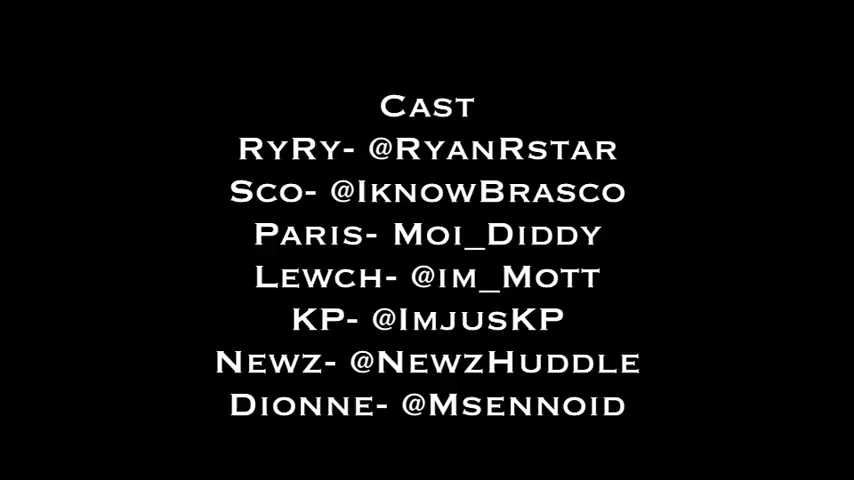 Cast
RyRy- @RyanRstar
Sco- @IknowBrasco
Paris- Moi_Diddy
Lewch- @im_Mott
KP- @ImjusKP
Newz- @NewzHuddle
Dionne- @Msennoid